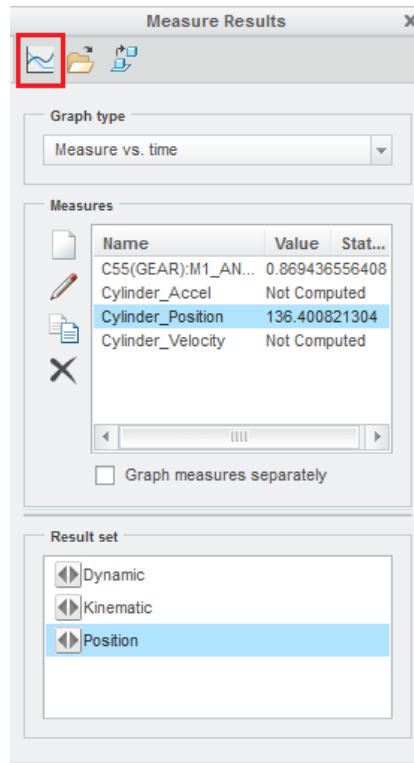 Measure Results
Graph type
Measure vs. time
Measures
Name Value Stat...
C55(GEAR):M1_AN... 0.869436556408
Cylinder_Accel Not Computed
Cylinder_Position 136.400821304
Cylinder_Velocity Not Computed
Graph measures separately
Result set
Dynamic
Kinematic
Position